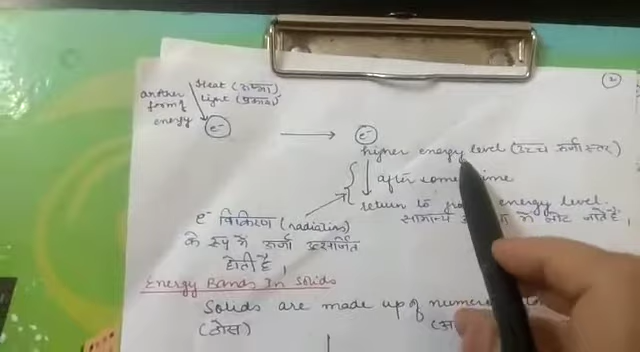 2
another Heat (ऊष्मा)
form of light (प्रकाश)
energy e⁻ e⁻
higher energy level (उच्च ऊर्जा स्तर)
after some time
return to energy level.
सामान्य में लौट जाते है,
e⁻ विकिरण (radiations)
के रूप में ऊर्जा उत्सर्जित
होती है,
Energy Bands In Solids
Solids are made up of
(ठोस)